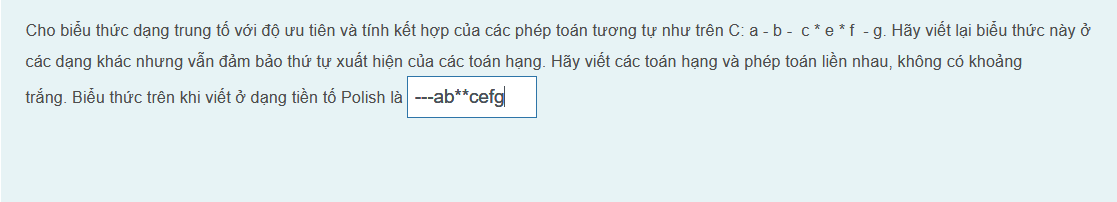 Cho biểu thức dạng trung tố với độ ưu tiên và tính kết hợp của các phép toán tương tự như trên C: a - b - c * e * f - g. Hãy viết lại biểu thức này ở
các dạng khác nhưng vẫn đảm bảo thứ tự xuất hiện của các toán hạng. Hãy viết các toán hạng và phép toán liền nhau, không có khoảng
trắng. Biểu thức trên khi viết ở dạng tiền tố Polish là ---ab**cefg